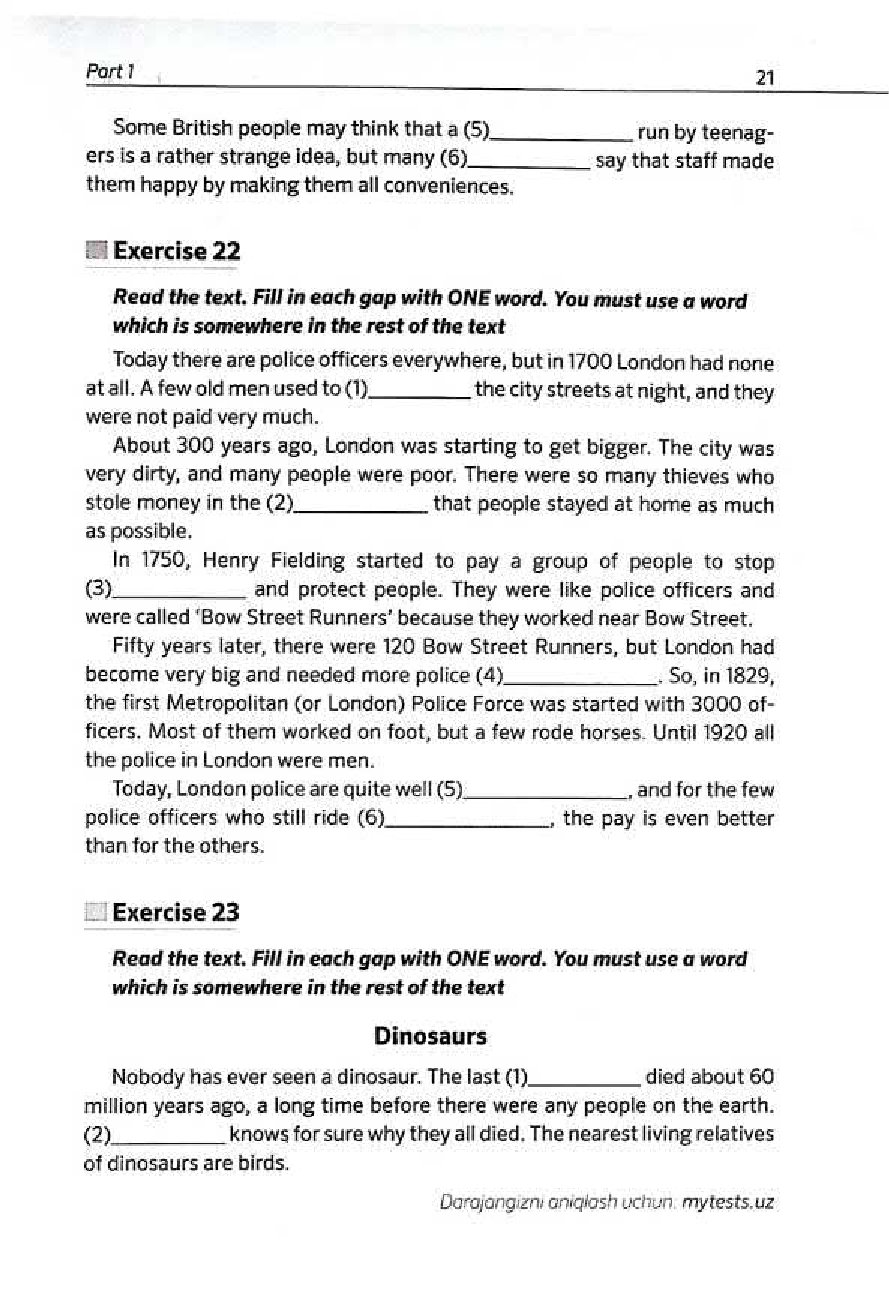 Part 1 21
Some British people may think that a (5)______________ run by teenag-
ers is a rather strange idea, but many (6)____________ say that staff made
them happy by making them all conveniences.
Exercise 22
Read the text. Fill in each gap with ONE word. You must use a word
which is somewhere in the rest of the text
Today there are police officers everywhere, but in 1700 London had none
at all. A few old men used to (1)__________ the city streets at night, and they
were not paid very much.
About 300 years ago, London was starting to get bigger. The city was
very dirty, and many people were poor. There were so many thieves who
stole money in the (2)_____________ that people stayed at home as much
as possible.
In 1750, Henry Fielding started to pay a group of people to stop
(3)_____________ and protect people. They were like police officers and
were called ‘Bow Street Runners’ because they worked near Bow Street.
Fifty years later, there were 120 Bow Street Runners, but London had
become very big and needed more police (4)_______________. So, in 1829,
the first Metropolitan (or London) Police Force was started with 3000 of-
ficers. Most of them worked on foot, but a few rode horses. Until 1920 all
the police in London were men.
Today, London police are quite well (5)________________, and for the few
police officers who still ride (6)________________, the pay is even better
than for the others.
Exercise 23
Read the text. Fill in each gap with ONE word. You must use a word
which is somewhere in the rest of the text
Dinosaurs
Nobody has ever seen a dinosaur. The last (1)___________ died about 60
million years ago, a long time before there were any people on the earth.
(2)___________ knows for sure why they all died. The nearest living relatives
of dinosaurs are birds.
Darajangizni aniqlash uchun: mytests.uz